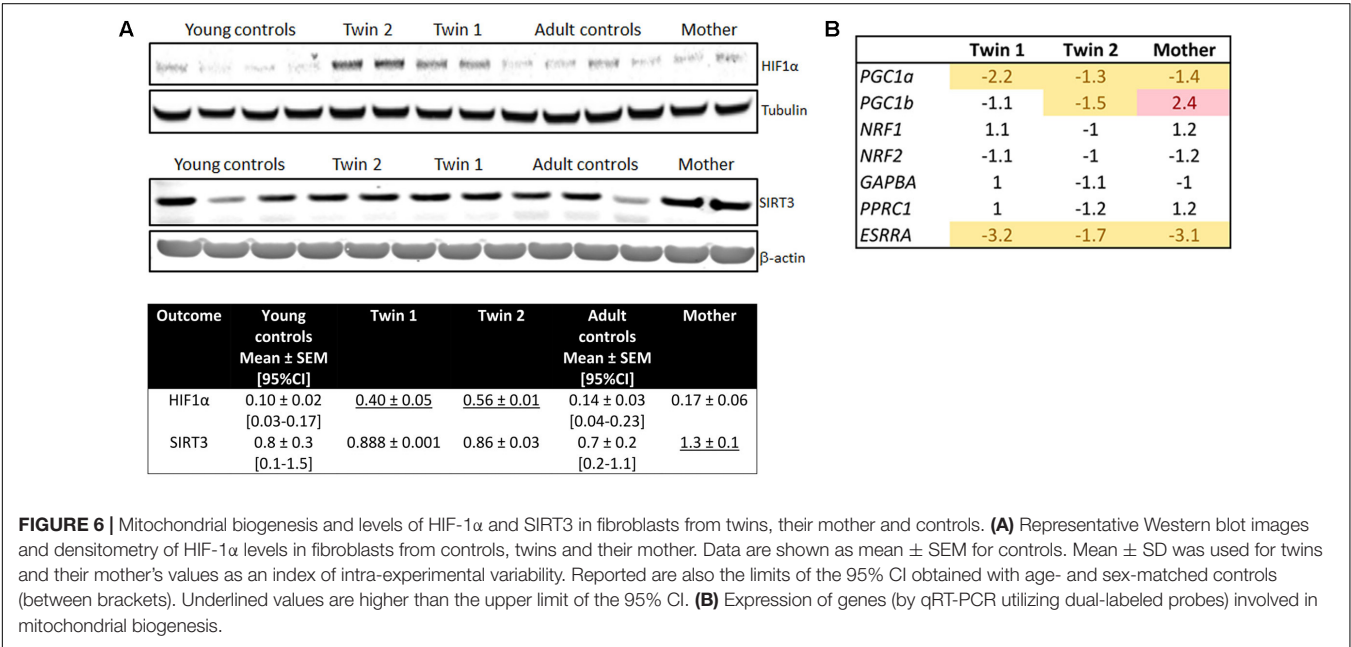 A
Young controls Twin 2 Twin 1 Adult controls Mother
HIF1α
Tubulin
Young controls Twin 2 Twin 1 Adult controls Mother
SIRT3
β-actin
Outcome Young controls Mean ± SEM [95%CI] Twin 1 Twin 2 Adult controls Mean ± SEM [95%CI] Mother
HIF1α 0.10 ± 0.02 0.40 ± 0.05 0.56 ± 0.01 0.14 ± 0.03 0.17 ± 0.06
[0.03-0.17] [0.04-0.23]
SIRT3 0.8 ± 0.3 0.888 ± 0.001 0.86 ± 0.03 0.7 ± 0.2 1.3 ± 0.1
[0.1-1.5] [0.2-1.1]
B
Twin 1 Twin 2 Mother
PGC1a -2.2 -1.3 -1.4
PGC1b -1.1 -1.5 2.4
NRF1 1.1 -1 1.2
NRF2 -1.1 -1 -1.2
GAPBA 1 -1.1 -1
PPRC1 1 -1.2 1.2
ESRRA -3.2 -1.7 -3.1
FIGURE 6 | Mitochondrial biogenesis and levels of HIF-1α and SIRT3 in fibroblasts from twins, their mother and controls. (A) Representative Western blot images
and densitometry of HIF-1α levels in fibroblasts from controls, twins and their mother. Data are shown as mean ± SEM for controls. Mean ± SD was used for twins
and their mother's values as an index of intra-experimental variability. Reported are also the limits of the 95% CI obtained with age- and sex-matched controls
(between brackets). Underlined values are higher than the upper limit of the 95% CI. (B) Expression of genes (by qRT-PCR utilizing dual-labeled probes) involved in
mitochondrial biogenesis.